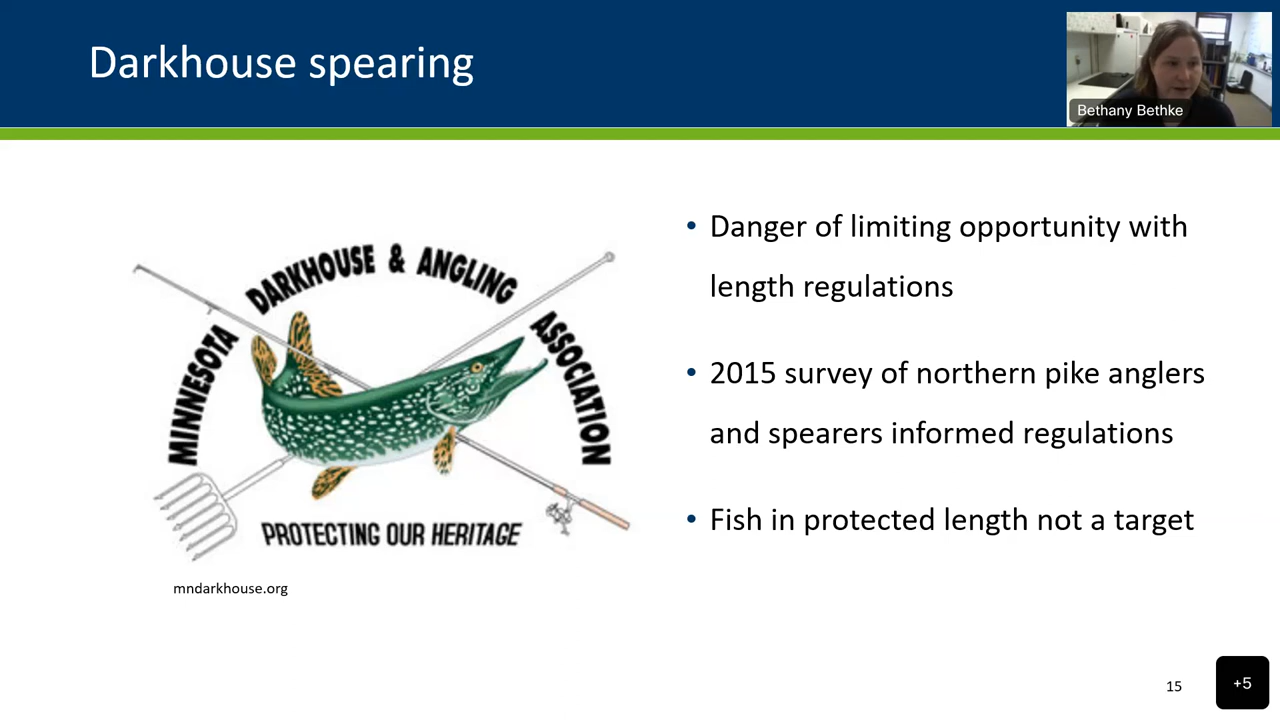 Darkhouse spearing
Bethany Bethke
MINNESOTA DARKHOUSE & ANGLING ASSOCIATION
PROTECTING OUR HERITAGE
mndarkhouse.org
• Danger of limiting opportunity with
length regulations
• 2015 survey of northern pike anglers
and spearers informed regulations
• Fish in protected length not a target
15
+5